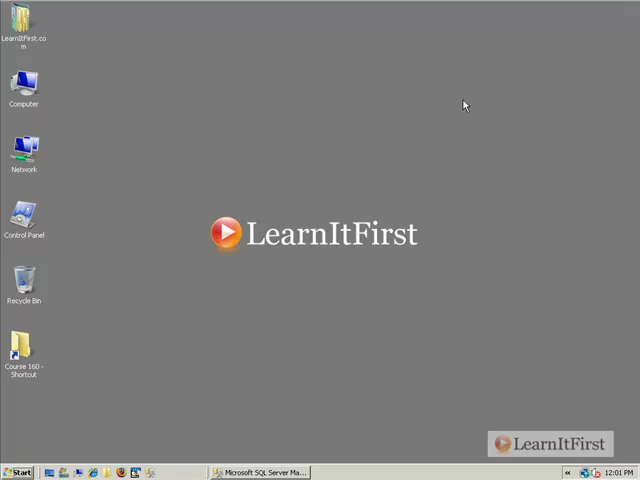 LearnItFirst.co
m
Computer
Network
Control Panel
Recycle Bin
Course 160 -
Shortcut
LearnItFirst
LearnItFirst
Start
Microsoft SQL Server Ma...
«
12:01 PM